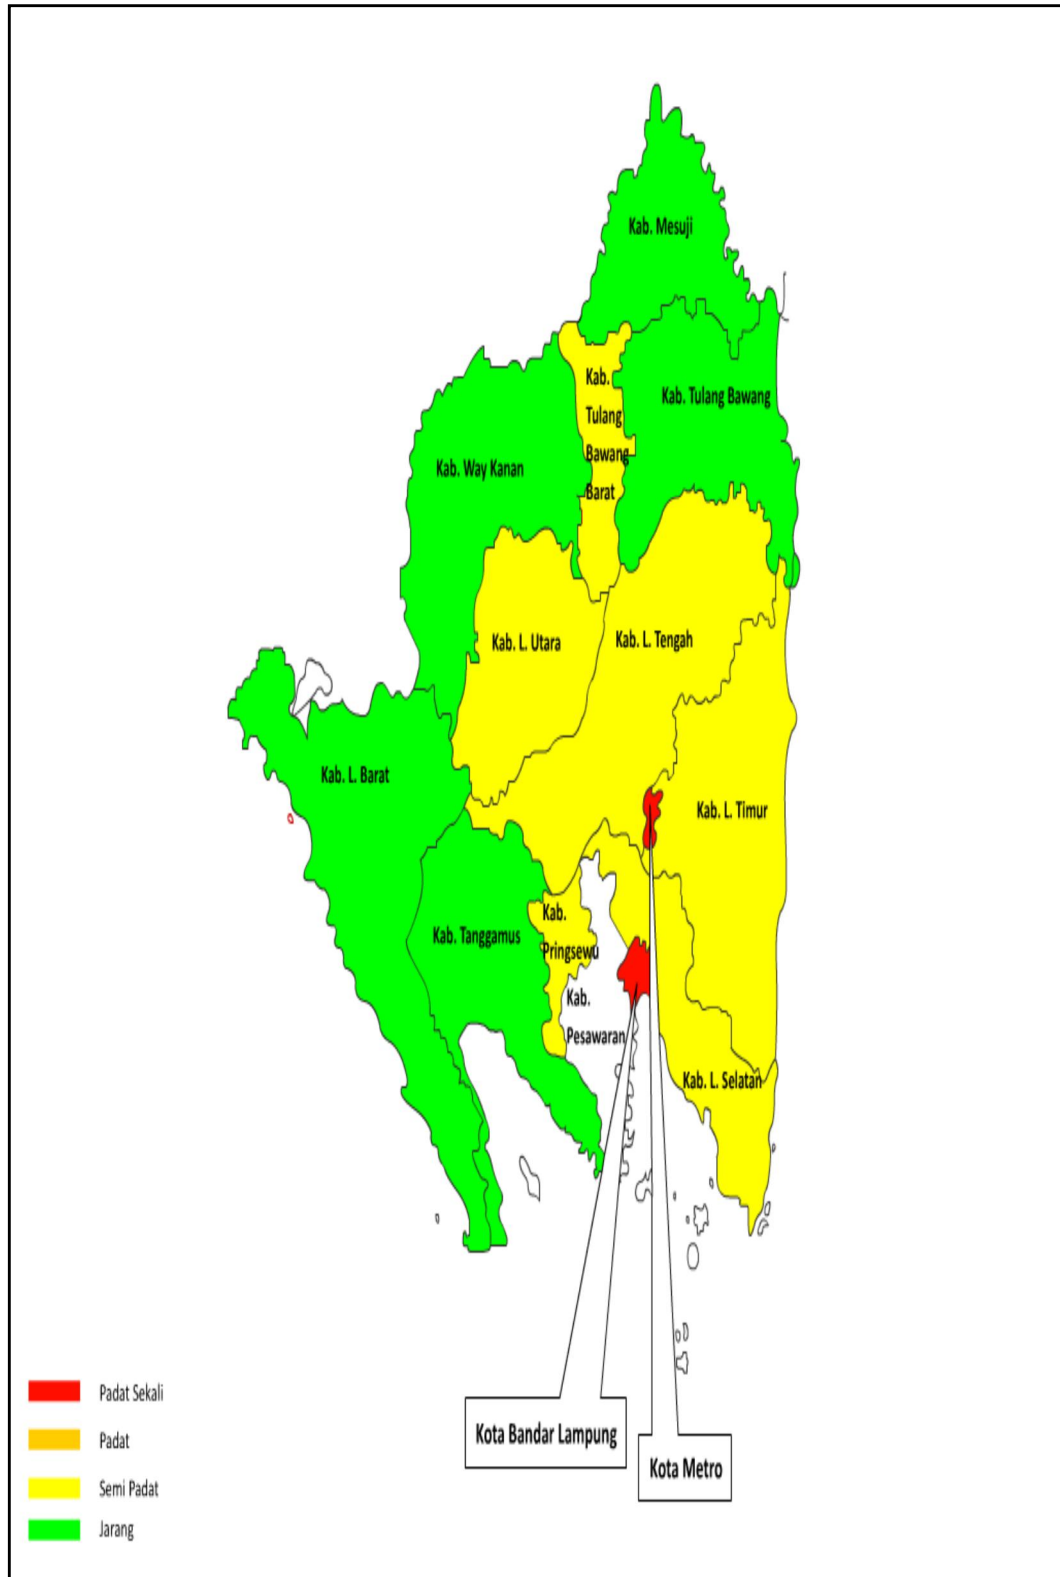 Kab. Mesuji
Kab.
Tulang
Bawang
Barat
Kab. Tulang Bawang
Kab. Way Kanan
Kab. L. Utara
Kab. L. Tengah
Kab. L. Barat
Kab. L. Timur
Kab. Tanggamus
Kab.
Pringsewu
Kab.
Pesawaran
Kab. L. Selatan
Padat Sekali
Padat
Semi Padat
Jarang
Kota Bandar Lampung
Kota Metro